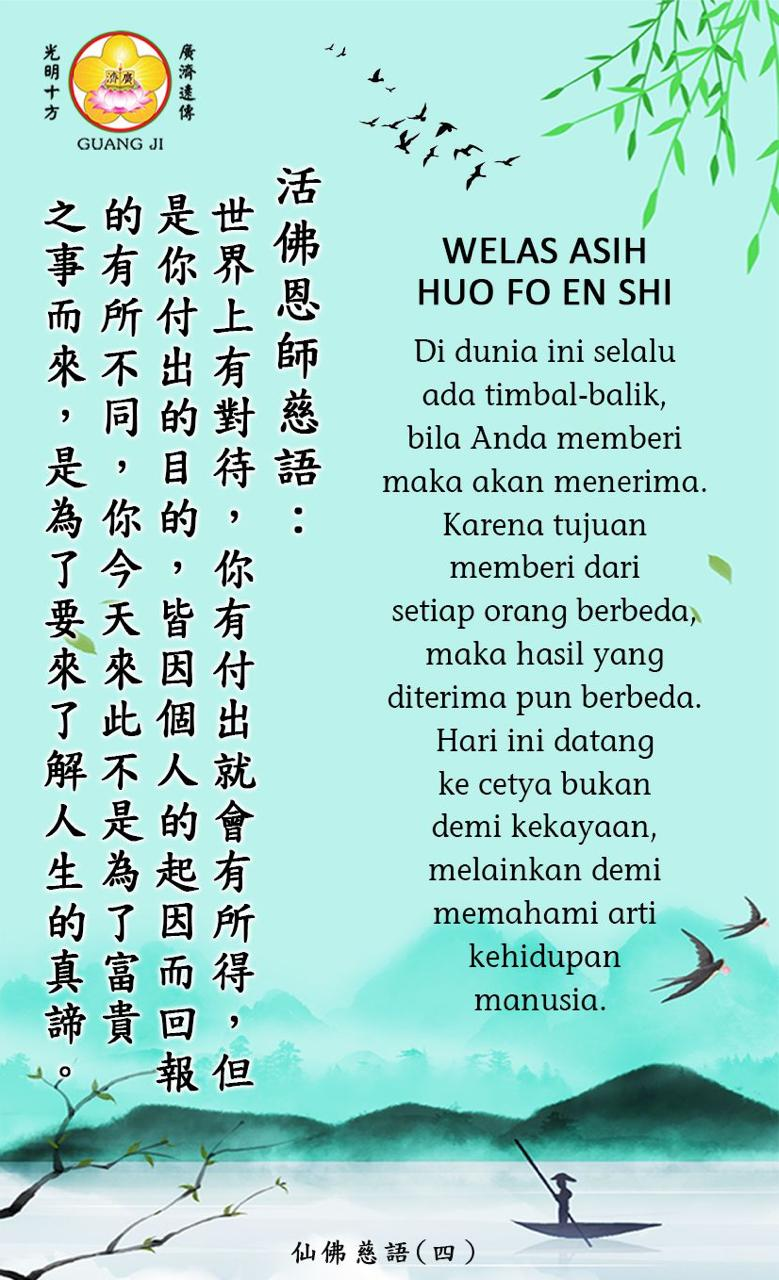 廣濟遠傳
光明十方
廣濟
GUANG JI
活佛恩師慈語：
世界上有對待，你有付出就會有所得，但
是你付出的目的，皆因個人的起因而回報
的有所不同，你今天來此不是為了富貴
之事而來，是為了要來了解人生的真諦。
WELAS ASIH
HUO FO EN SHI
Di dunia ini selalu
ada timbal-balik,
bila Anda memberi
maka akan menerima.
Karena tujuan
memberi dari
setiap orang berbeda,
maka hasil yang
diterima pun berbeda.
Hari ini datang
ke cetya bukan
demi kekayaan,
melainkan demi
memahami arti
kehidupan
manusia.
仙佛慈語(四)